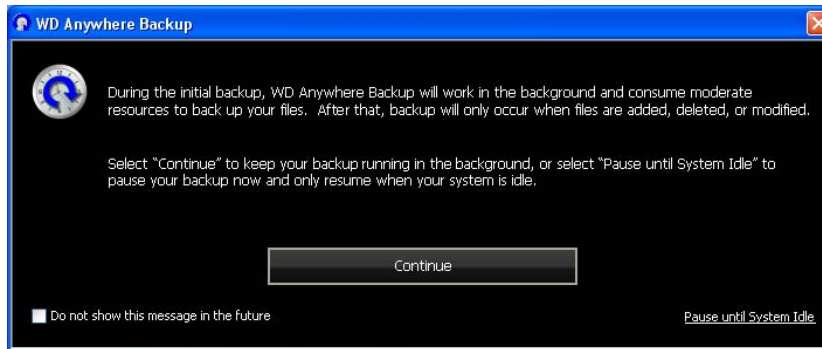 WD Anywhere Backup
During the initial backup, WD Anywhere Backup will work in the background and consume moderate
resources to back up your files. After that, backup will only occur when files are added, deleted, or modified.
Select "Continue" to keep your backup running in the background, or select "Pause until System Idle" to
pause your backup now and only resume when your system is idle.
Continue
Do not show this message in the future
Pause until System Idle